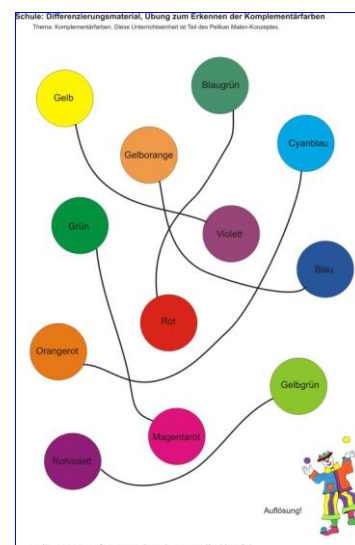 Schule: Differenzierungsmaterial, Übung zum Erkennen der Komplementärfarben
Thema: Komplementärfarben. Diese Unterrichtseinheit ist Teil des Pelikan Malen-Konzeptes.
Blaugrün
Gelb
Cyanblau
Gelborange
Grün
Violett
Blau
Rot
Orangerot
Gelbgrün
Magentarot
Rotviolett
Auflösung!